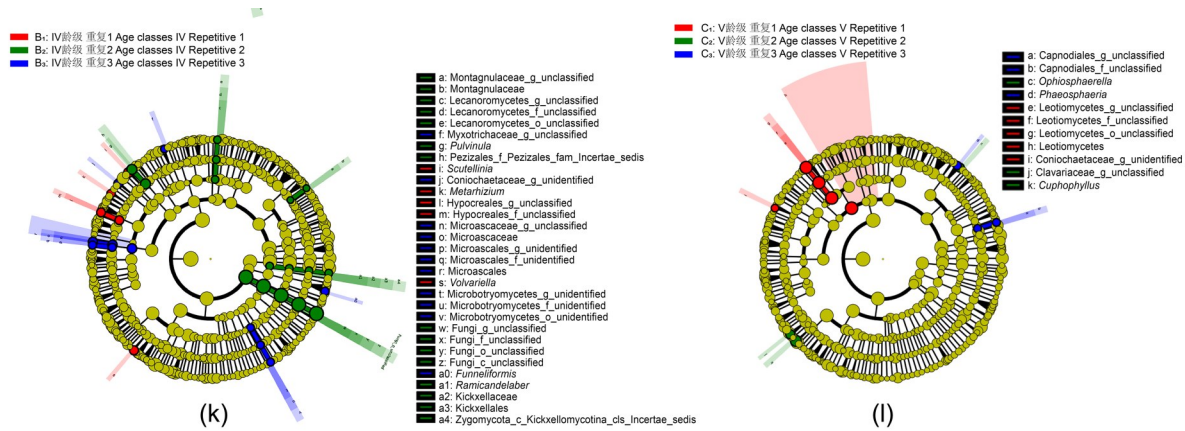 B₁: IV龄级 重复1 Age classes IV Repetitive 1
B₂: IV龄级 重复2 Age classes IV Repetitive 2
B₃: IV龄级 重复3 Age classes IV Repetitive 3
a: Montagnulaceae_g_unclassified
b: Montagnulaceae
c: Lecanoromycetes_g_unclassified
d: Lecanoromycetes_f_unclassified
e: Lecanoromycetes_o_unclassified
f: Myxotrichaceae_g_unclassified
g: Pulvinula
h: Pezizales_f_Pezizales_fam_Incertae_sedis
i: Scutellinia
j: Coniochaetaceae_g_unidentified
k: Metarhizium
l: Hypocreales_g_unclassified
m: Hypocreales_f_unclassified
n: Microascaceae_g_unclassified
o: Microascaceae
p: Microascales_g_unidentified
q: Microascales_f_unidentified
r: Microascales
s: Volvariella
t: Microbotryomycetes_g_unidentified
u: Microbotryomycetes_f_unidentified
v: Microbotryomycetes_o_unidentified
w: Fungi_g_unclassified
x: Fungi_f_unclassified
y: Fungi_o_unclassified
z: Fungi_c_unclassified
a0: Funneliformis
a1: Ramicandelaber
a2: Kickxellaceae
a3: Kickxellales
a4: Zygomycota_c_Kickxellomycotina_cls_Incertae_sedis
(k)
C₁: V龄级 重复1 Age classes V Repetitive 1
C₂: V龄级 重复2 Age classes V Repetitive 2
C₃: V龄级 重复3 Age classes V Repetitive 3
a: Capnodiales_g_unclassified
b: Capnodiales_f_unclassified
c: Ophiosphaerella
d: Phaeosphaeria
e: Leotiomycetes_g_unclassified
f: Leotiomycetes_f_unclassified
g: Leotiomycetes_o_unclassified
h: Leotiomycetes
i: Coniochaetaceae_g_unidentified
j: Clavariaceae_g_unclassified
k: Cuphophyllus
(l)